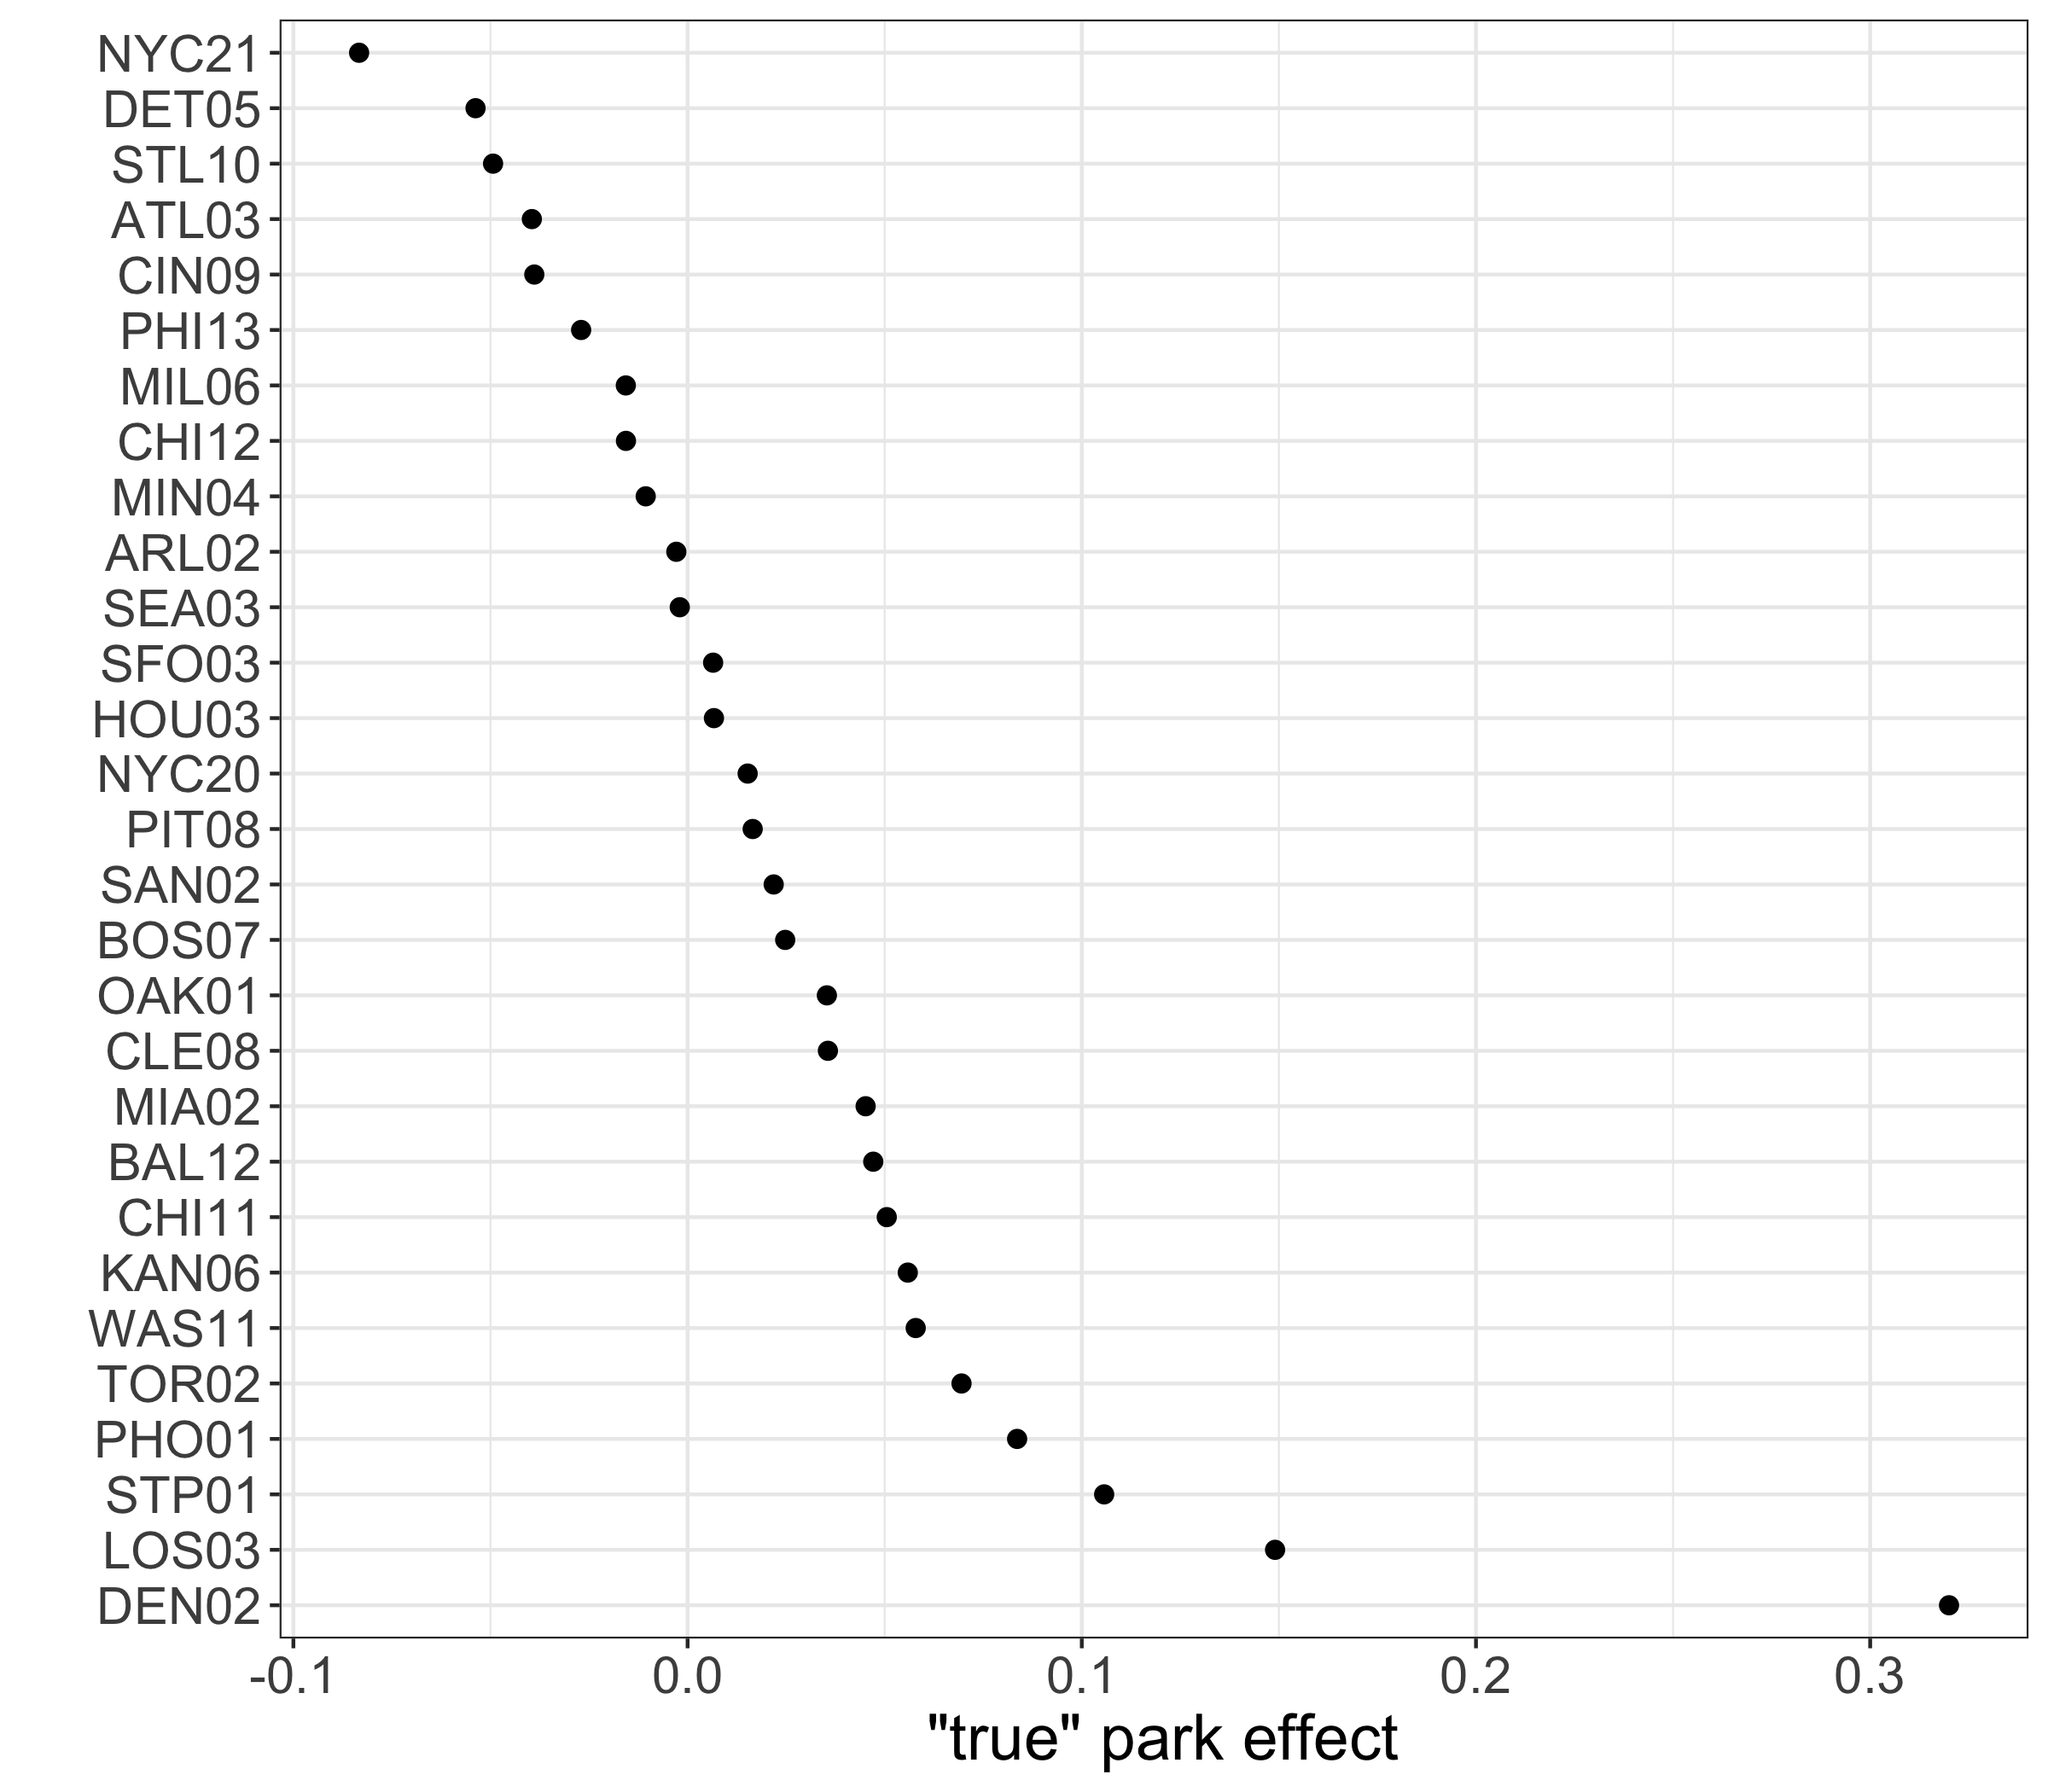 NYC21
DET05
STL10
ATL03
CIN09
PHI13
MIL06
CHI12
MIN04
ARL02
SEA03
SFO03
HOU03
NYC20
PIT08
SAN02
BOS07
OAK01
CLE08
MIA02
BAL12
CHI11
KAN06
WAS11
TOR02
PHO01
STP01
LOS03
DEN02
-0.1 0.0 0.1 0.2 0.3
"true" park effect